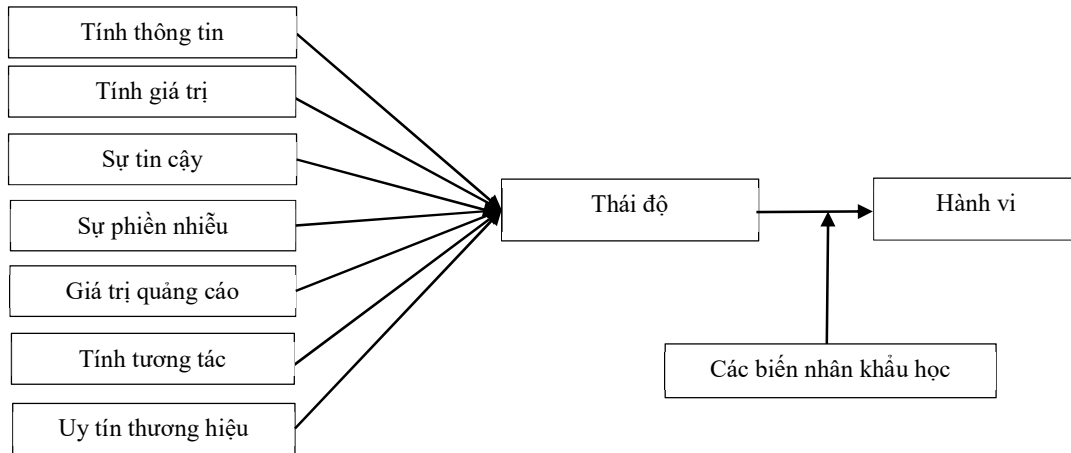 Tính thông tin
Tính giá trị
Sự tin cậy
Sự phiền nhiễu
Giá trị quảng cáo
Tính tương tác
Uy tín thương hiệu
Thái độ
Hành vi
Các biến nhân khẩu học